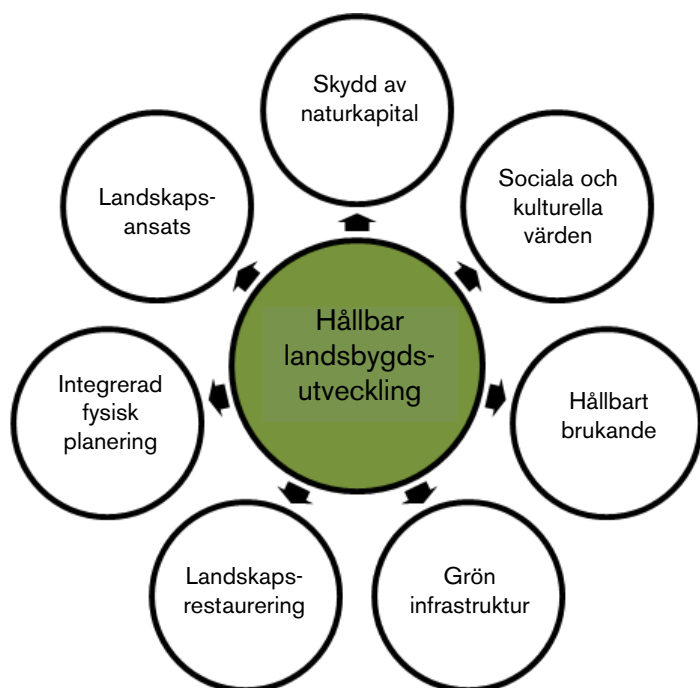 Skydd av
naturkapital
Sociala och
kulturella
värden
Hållbart
brukande
Grön
infrastruktur
Landskaps-
restaurering
Integrerad
fysisk
planering
Landskaps-
ansats
Hållbar
landsbygds-
utveckling